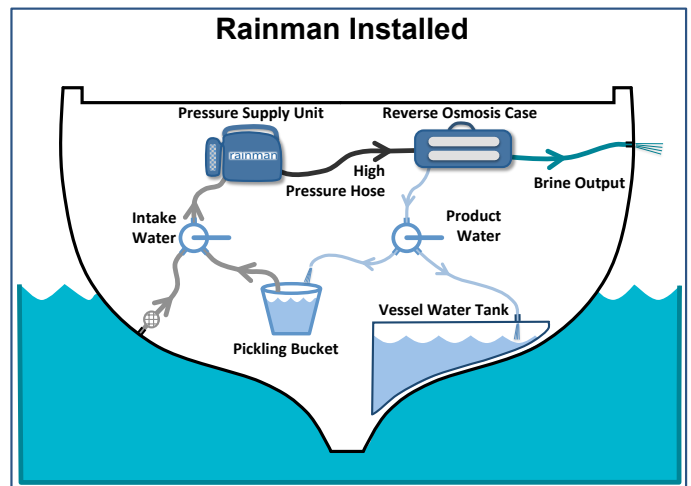 Rainman Installed
Pressure Supply Unit
Reverse Osmosis Case
rainman
High
Pressure Hose
Brine Output
Intake
Water
Product
Water
Vessel Water Tank
Pickling Bucket